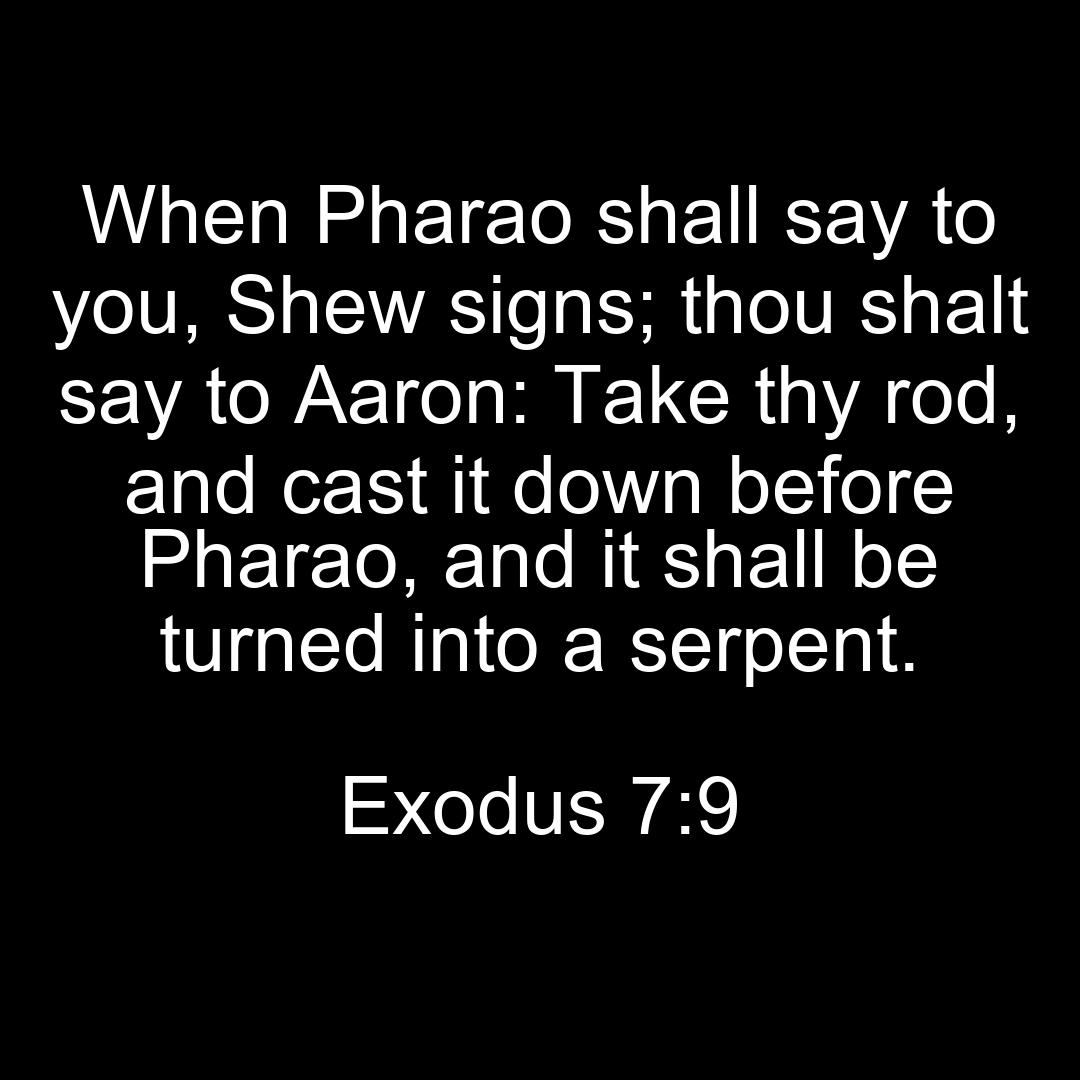 When Pharao shall say to
you, Shew signs; thou shalt
say to Aaron: Take thy rod,
and cast it down before
Pharao, and it shall be
turned into a serpent.
Exodus 7:9